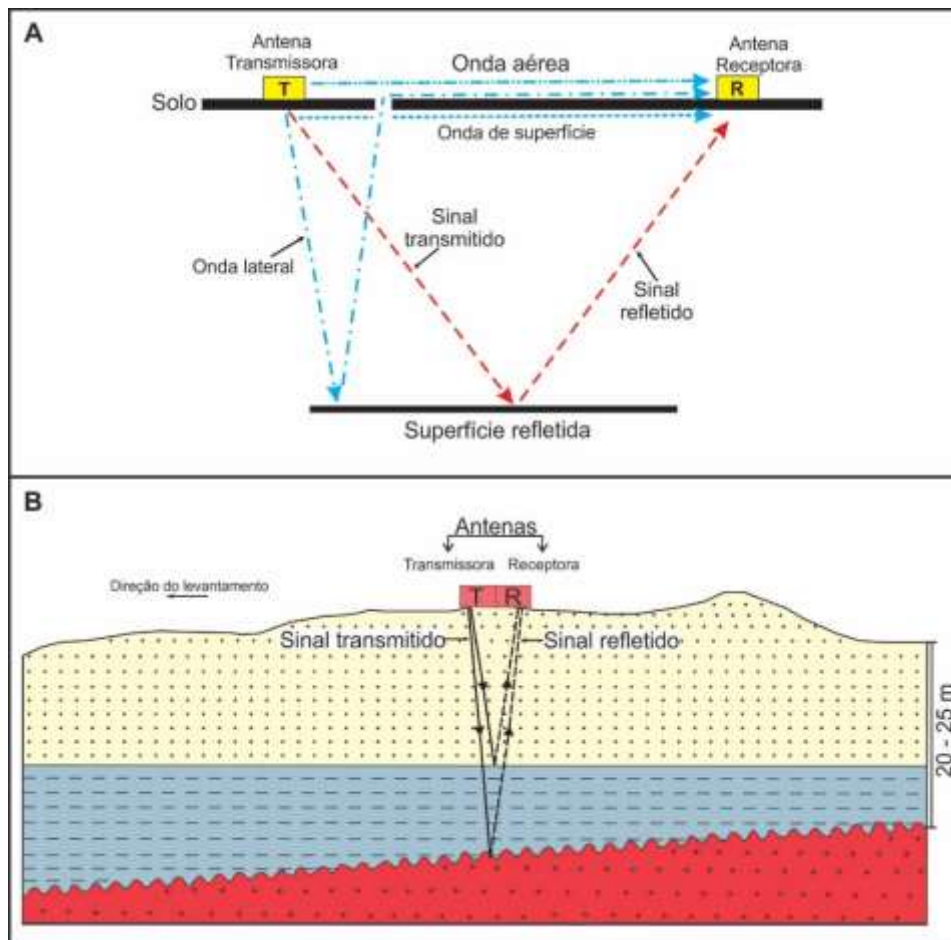 A
Antena
Transmissora
Antena
Receptora
Onda aérea
T
R
Solo
Onda de superfície
Sinal
transmitido
Onda lateral
Sinal
refletido
Superfície refletida
B
Antenas
Transmissora Receptora
Direção do levantamento
T R
Sinal transmitido Sinal refletido
20 - 25 m